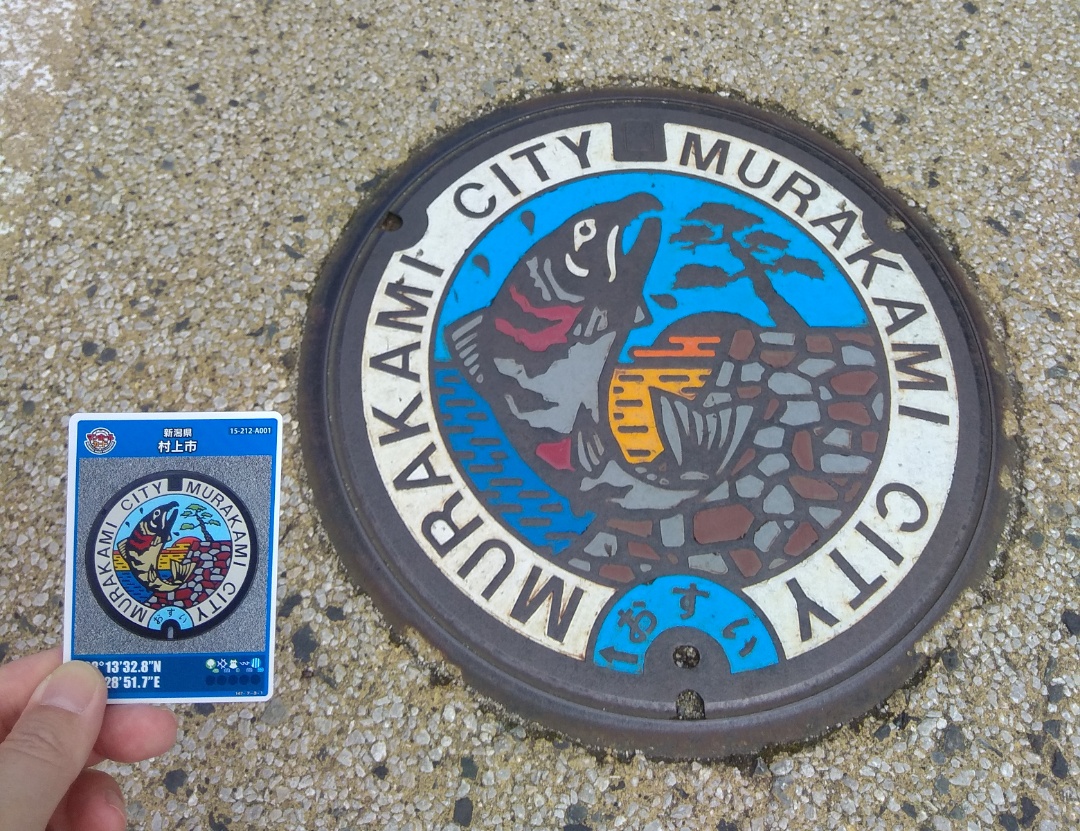 MURAKAMI CITY
MURAKAMI CITY
おすい
新潟県
村上市
15-212-A001
MURAKAMI CITY
MURAKAMI CITY
おすい
°13'32.8"N
28'51.7"E